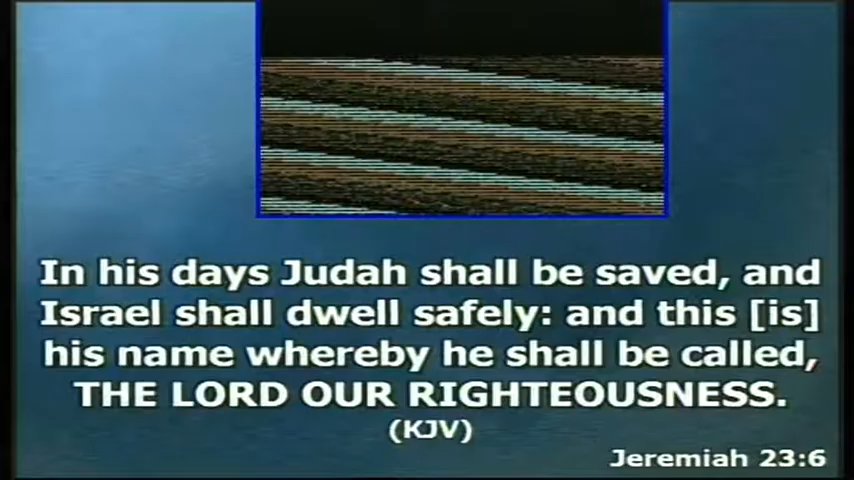 In his days Judah shall be saved, and
Israel shall dwell safely: and this [is]
his name whereby he shall be called,
THE LORD OUR RIGHTEOUSNESS.
(KJV)
Jeremiah 23:6